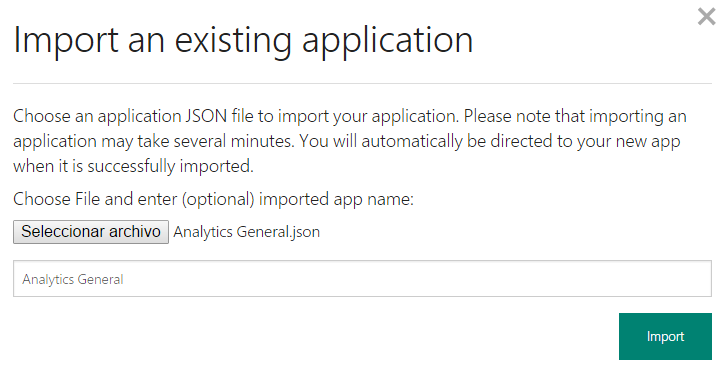 Import an existing application
Choose an application JSON file to import your application. Please note that importing an
application may take several minutes. You will automatically be directed to your new app
when it is successfully imported.
Choose File and enter (optional) imported app name:
Seleccionar archivo Analytics General.json
Analytics General
Import